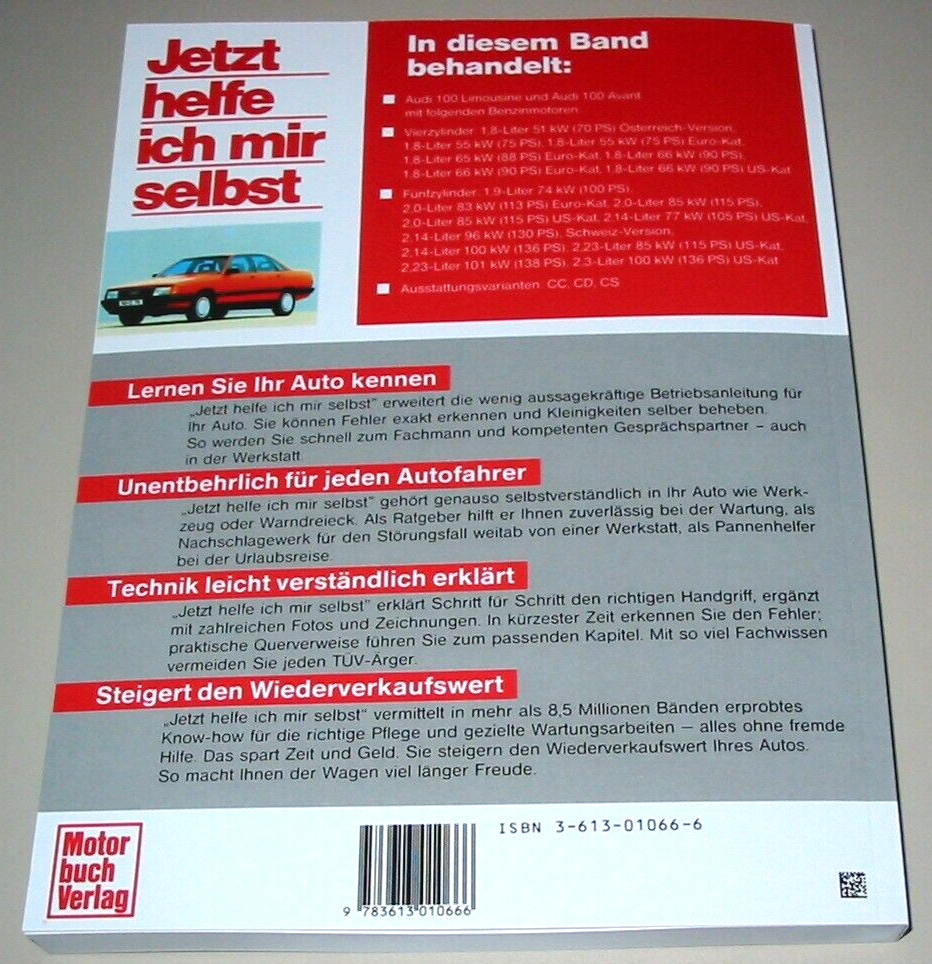 Jetzt
helfe
ich mir
selbst
In diesem Band
behandelt:
Audi 100 Limousine und Audi 100 Avant
mit folgenden Benzinmotoren:
Vierzylinder: 1,8-Liter 51 kW (70 PS) Österreich-Version,
1,8-Liter 55 kW (75 PS), 1,8-Liter 55 kW (75 PS) Euro-Kat,
1,8-Liter 65 kW (88 PS) Euro-Kat, 1,8-Liter 66 kW (90 PS),
1,8-Liter 66 kW (90 PS) Euro-Kat, 1,8-Liter 66 kW (90 PS) US-Kat
Fünfzylinder: 1,9-Liter 74 kW (100 PS),
2,0-Liter 83 kW (113 PS) Euro-Kat, 2,0-Liter 85 kW (115 PS),
2,0-Liter 85 kW (115 PS) US-Kat, 2,14-Liter 77 kW (105 PS) US-Kat,
2,14-Liter 96 kW (130 PS), Schweiz-Version,
2,14-Liter 100 kW (136 PS), 2,23-Liter 85 kW (115 PS) US-Kat,
2,23-Liter 101 kW (138 PS), 2,3-Liter 100 kW (136 PS) US-Kat
Ausstattungsvarianten: CC, CD, CS
Lernen Sie Ihr Auto kennen
„Jetzt helfe ich mir selbst“ erweitert die wenig aussagekräftige Betriebsanleitung für
Ihr Auto. Sie können Fehler exakt erkennen und Kleinigkeiten selber beheben.
So werden Sie schnell zum Fachmann und kompetenten Gesprächspartner – auch
in der Werkstatt.
Unentbehrlich für jeden Autofahrer
„Jetzt helfe ich mir selbst“ gehört genauso selbstverständlich in Ihr Auto wie Werk-
zeug oder Warndreieck. Als Ratgeber hilft er Ihnen zuverlässig bei der Wartung, als
Nachschlagewerk für den Störungsfall weitab von einer Werkstatt, als Pannenhelfer
bei der Urlaubsreise.
Technik leicht verständlich erklärt
„Jetzt helfe ich mir selbst“ erklärt Schritt für Schritt den richtigen Handgriff, ergänzt
mit zahlreichen Fotos und Zeichnungen. In kürzester Zeit erkennen Sie den Fehler;
praktische Querverweise führen Sie zum passenden Kapitel. Mit so viel Fachwissen
vermeiden Sie jeden TÜV-Ärger.
Steigert den Wiederverkaufswert
„Jetzt helfe ich mir selbst“ vermittelt in mehr als 8,5 Millionen Bänden erprobtes
Know-how für die richtige Pflege und gezielte Wartungsarbeiten – alles ohne fremde
Hilfe. Das spart Zeit und Geld. Sie steigern den Wiederverkaufswert Ihres Autos.
So macht Ihnen der Wagen viel länger Freude.
Motor
buch
Verlag
ISBN 3-613-01066-6
9 783613 010666